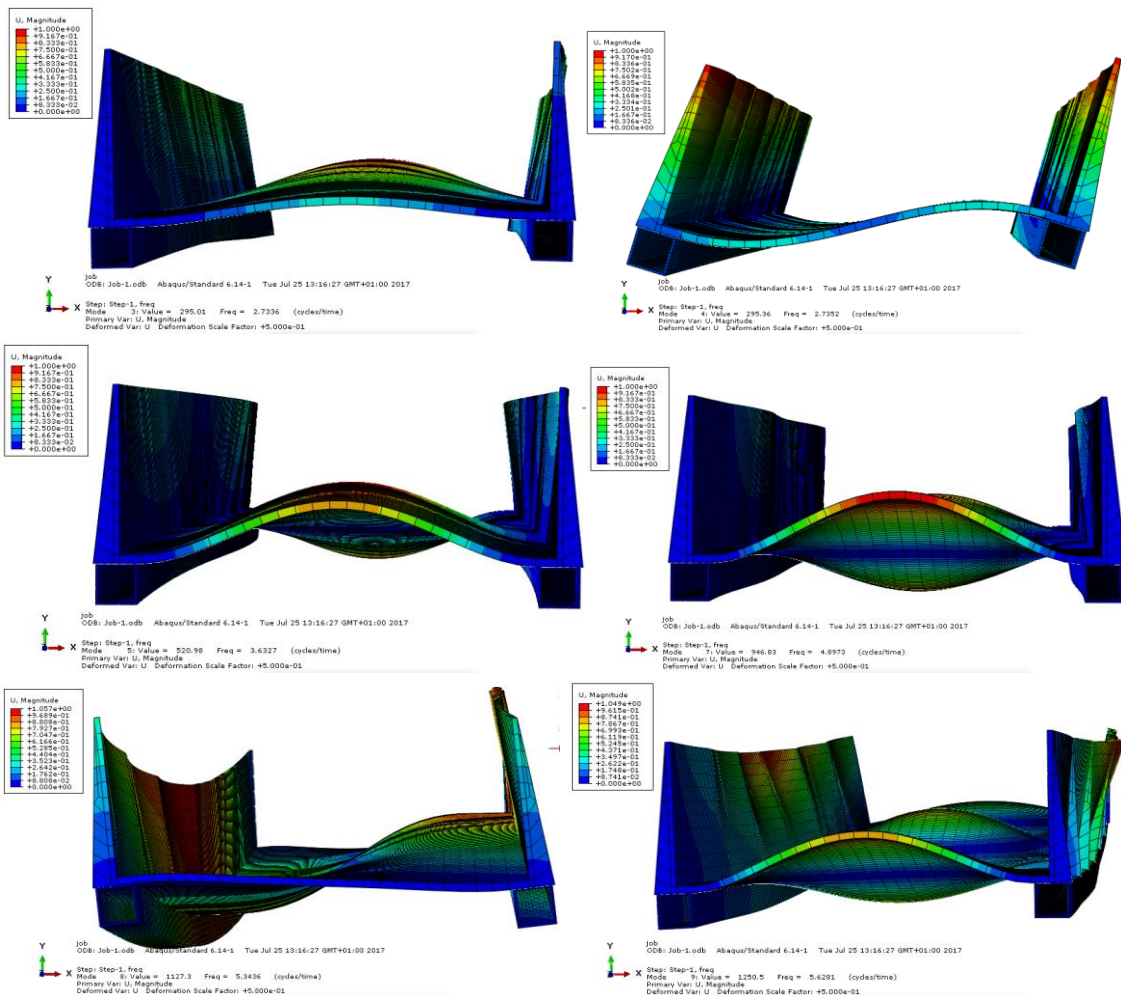 U, Magnitude
+1.000e+00
+9.167e-01
+8.333e-01
+7.500e-01
+6.667e-01
+5.833e-01
+5.000e-01
+4.167e-01
+3.333e-01
+2.500e-01
+1.667e-01
+8.333e-02
+0.000e+00
Y
X
job
ODB: Job-1.odb Abaqus/Standard 6.14-1 Tue Jul 25 13:16:27 GMT+01:00 2017
Step: Step-1, freq
Mode 3: Value = 295.01 Freq = 2.7336 (cycles/time)
Primary Var: U, Magnitude
Deformed Var: U Deformation Scale Factor: +5.000e-01
U, Magnitude
+1.000e+00
+9.170e-01
+8.336e-01
+7.502e-01
+6.669e-01
+5.835e-01
+5.002e-01
+4.168e-01
+3.334e-01
+2.501e-01
+1.667e-01
+8.336e-02
+0.000e+00
Y
X
job
ODB: Job-1.odb Abaqus/Standard 6.14-1 Tue Jul 25 13:16:27 GMT+01:00 2017
Step: Step-1, freq
Mode 4: Value = 295.36 Freq = 2.7352 (cycles/time)
Primary Var: U, Magnitude
Deformed Var: U Deformation Scale Factor: +5.000e-01
U, Magnitude
+1.000e+00
+9.167e-01
+8.333e-01
+7.500e-01
+6.667e-01
+5.833e-01
+5.000e-01
+4.167e-01
+3.333e-01
+2.500e-01
+1.667e-01
+8.333e-02
+0.000e+00
Y
X
job
ODB: Job-1.odb Abaqus/Standard 6.14-1 Tue Jul 25 13:16:27 GMT+01:00 2017
Step: Step-1, freq
Mode 5: Value = 520.98 Freq = 3.6327 (cycles/time)
Primary Var: U, Magnitude
Deformed Var: U Deformation Scale Factor: +5.000e-01
U, Magnitude
+1.000e+00
+9.167e-01
+8.333e-01
+7.500e-01
+6.667e-01
+5.833e-01
+5.000e-01
+4.167e-01
+3.333e-01
+2.500e-01
+1.667e-01
+8.333e-02
+0.000e+00
Y
X
job
ODB: Job-1.odb Abaqus/Standard 6.14-1 Tue Jul 25 13:16:27 GMT+01:00 2017
Step: Step-1, freq
Mode 7: Value = 946.83 Freq = 4.8973 (cycles/time)
Primary Var: U, Magnitude
Deformed Var: U Deformation Scale Factor: +5.000e-01
U, Magnitude
+1.057e+00
+9.689e-01
+8.808e-01
+7.927e-01
+7.047e-01
+6.166e-01
+5.285e-01
+4.404e-01
+3.523e-01
+2.642e-01
+1.762e-01
+8.808e-02
+0.000e+00
Y
X
job
ODB: Job-1.odb Abaqus/Standard 6.14-1 Tue Jul 25 13:16:27 GMT+01:00 2017
Step: Step-1, freq
Mode 8: Value = 1127.3 Freq = 5.3436 (cycles/time)
Primary Var: U, Magnitude
Deformed Var: U Deformation Scale Factor: +5.000e-01
U, Magnitude
+1.049e+00
+9.615e-01
+8.741e-01
+7.867e-01
+6.993e-01
+6.119e-01
+5.245e-01
+4.371e-01
+3.497e-01
+2.622e-01
+1.748e-01
+8.741e-02
+0.000e+00
Y
X
job
ODB: Job-1.odb Abaqus/Standard 6.14-1 Tue Jul 25 13:16:27 GMT+01:00 2017
Step: Step-1, freq
Mode 9: Value = 1250.5 Freq = 5.6281 (cycles/time)
Primary Var: U, Magnitude
Deformed Var: U Deformation Scale Factor: +5.000e-01